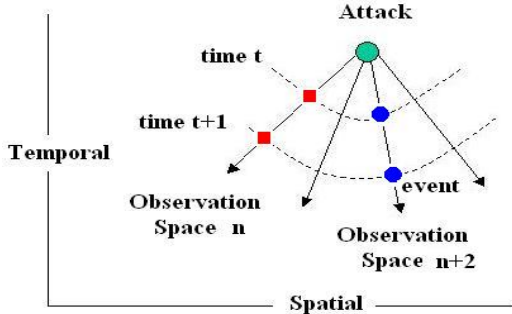 Attack
time t
time t+1
Temporal
event
Observation
Space n
Observation
Space n+2
Spatial